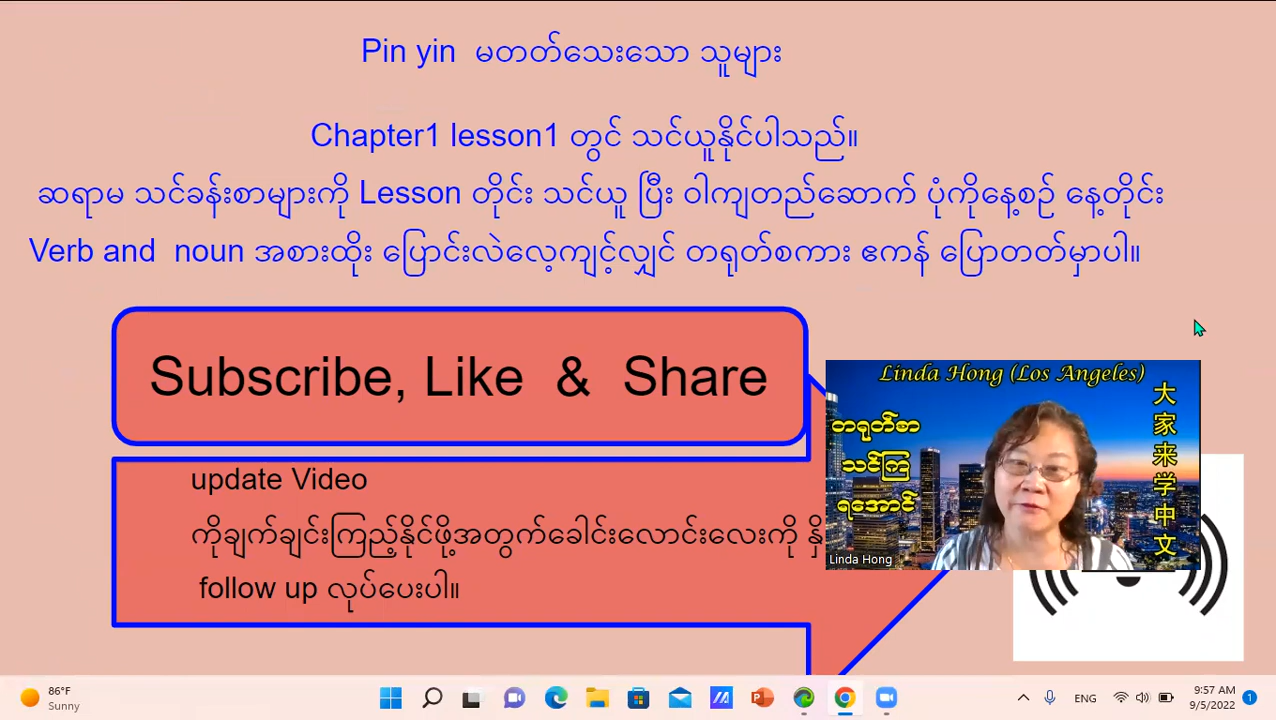 Pin yin မတတ်သေးသော သူများ
Chapter1 lesson1 တွင် သင်ယူနိုင်ပါသည်။
ဆရာမ သင်ခန်းစာများကို Lesson တိုင်း သင်ယူ ပြီး ဝါကျတည်ဆောက် ပုံကိုနေ့စဉ် နေ့တိုင်း
Verb and noun အစားထိုး ပြောင်းလဲလေ့ကျင့်လျှင် တရုတ်စကား ဧကန် ပြောတတ်မှာပါ။
Subscribe, Like & Share
update Video
ကိုချက်ချင်းကြည့်နိုင်ဖို့အတွက်ခေါင်းလောင်းလေးကို နှိ
follow up လုပ်ပေးပါ။
Linda Hong (Los Angeles)
တရုတ်စာ
သင်ကြ
ရအောင်
大家来学中文
Linda Hong
86°F
Sunny
ENG
9:57 AM
9/5/2022
1